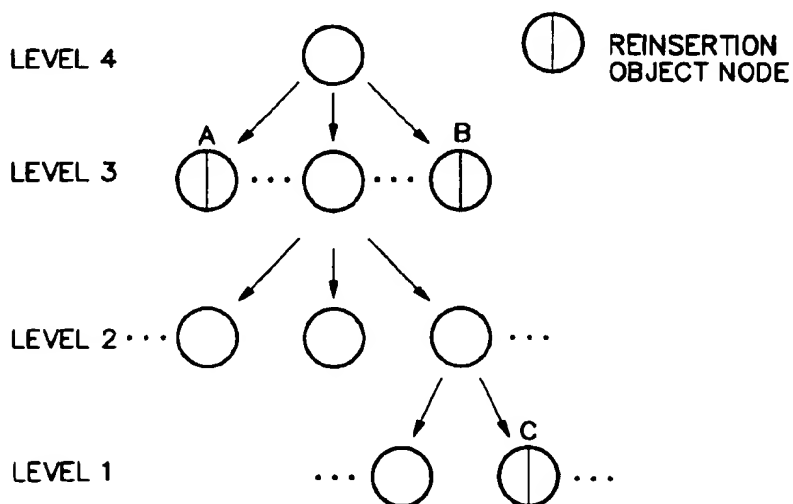 LEVEL 4
REINSERTION
OBJECT NODE
A
B
LEVEL 3
LEVEL 2
C
LEVEL 1